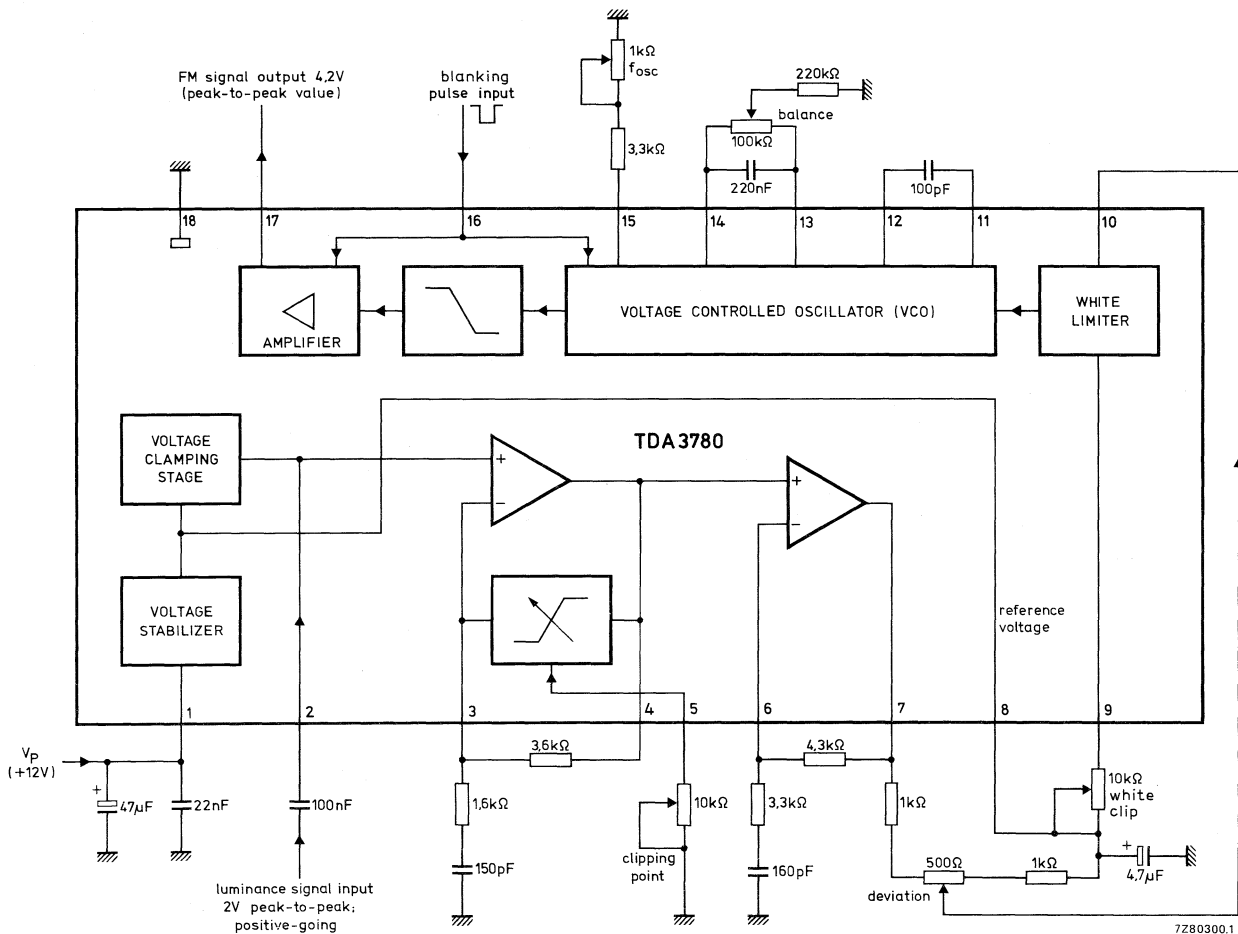 1kΩ
fosc
FM signal output 4,2V
(peak-to-peak value)
blanking
pulse input
220kΩ
balance
100kΩ
3,3kΩ
220nF
100pF
18
17
16
15
14
13
12
11
10
AMPLIFIER
VOLTAGE CONTROLLED OSCILLATOR (VCO)
WHITE
LIMITER
TDA3780
VOLTAGE
CLAMPING
STAGE
+
−
+
−
VOLTAGE
STABILIZER
reference
voltage
1
2
3
4
5
6
7
8
9
VP
(+12V)
+
47µF
22nF
100nF
3,6kΩ
1,6kΩ
150pF
10kΩ
clipping
point
4,3kΩ
3,3kΩ
160pF
1kΩ
10kΩ
white
clip
500Ω
1kΩ
deviation
+
4,7µF
luminance signal input
2V peak-to-peak;
positive-going
7Z80300.1